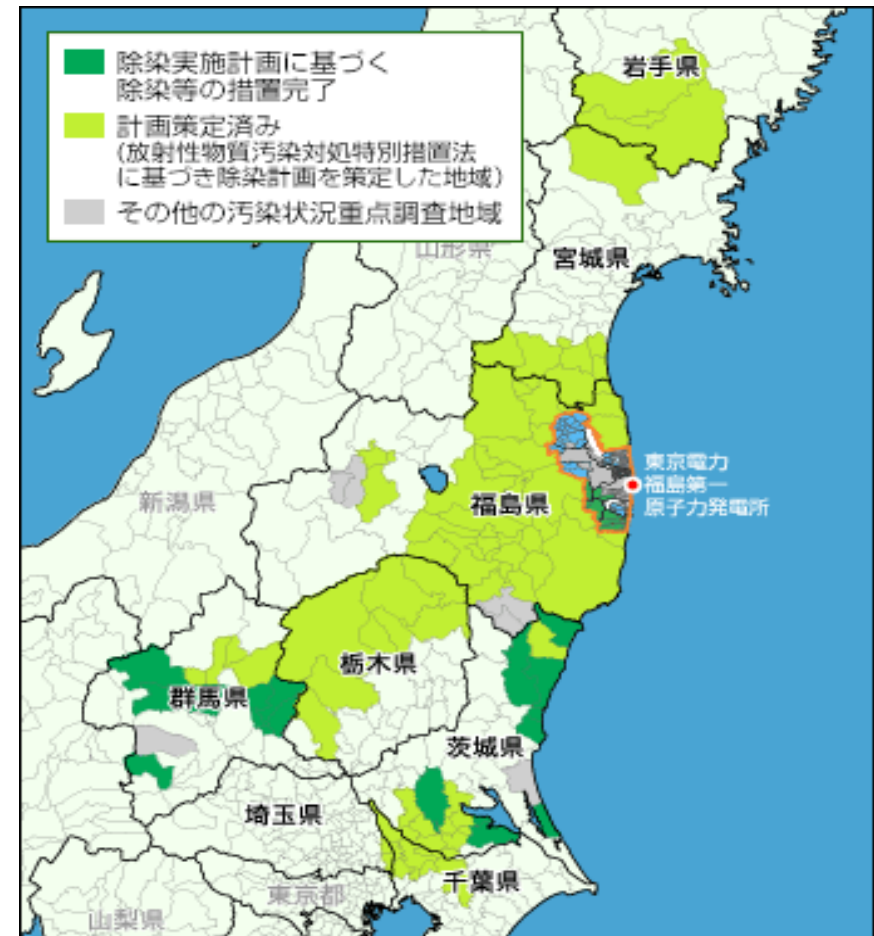 除染実施計画に基づく
除染等の措置完了
計画策定済み
(放射性物質汚染対処特別措置法
に基づき除染計画を策定した地域)
その他の汚染状況重点調査地域
岩手県
山形県
宮城県
東京電力
福島第一
原子力発電所
新潟県
福島県
栃木県
群馬県
茨城県
埼玉県
千葉県
東京都
山梨県